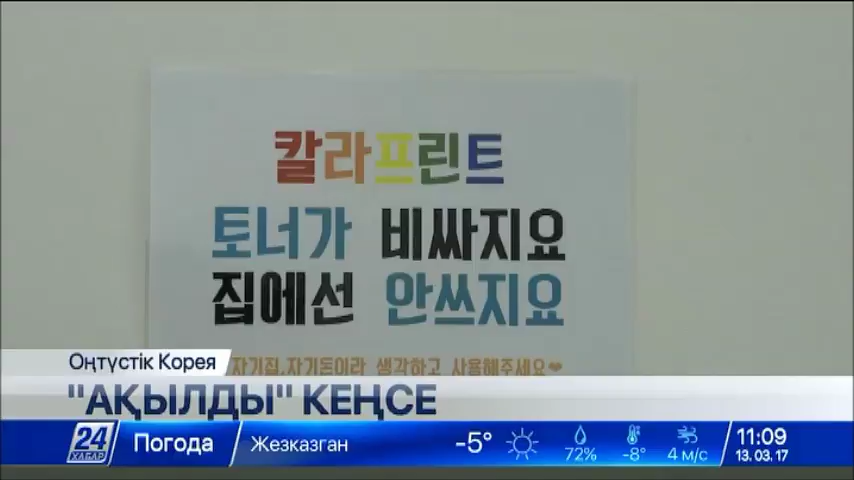 칼라프린트
토너가 비싸지요
집에선 안쓰지요
자기집,자기돈이라 생각하고 사용해주세요❤
Оңтүстік Корея
"АҚЫЛДЫ" КЕҢСЕ
24 ХАБАР Погода Жезказган -5° 72% -8° 4 м/с 11:09
13.03.17